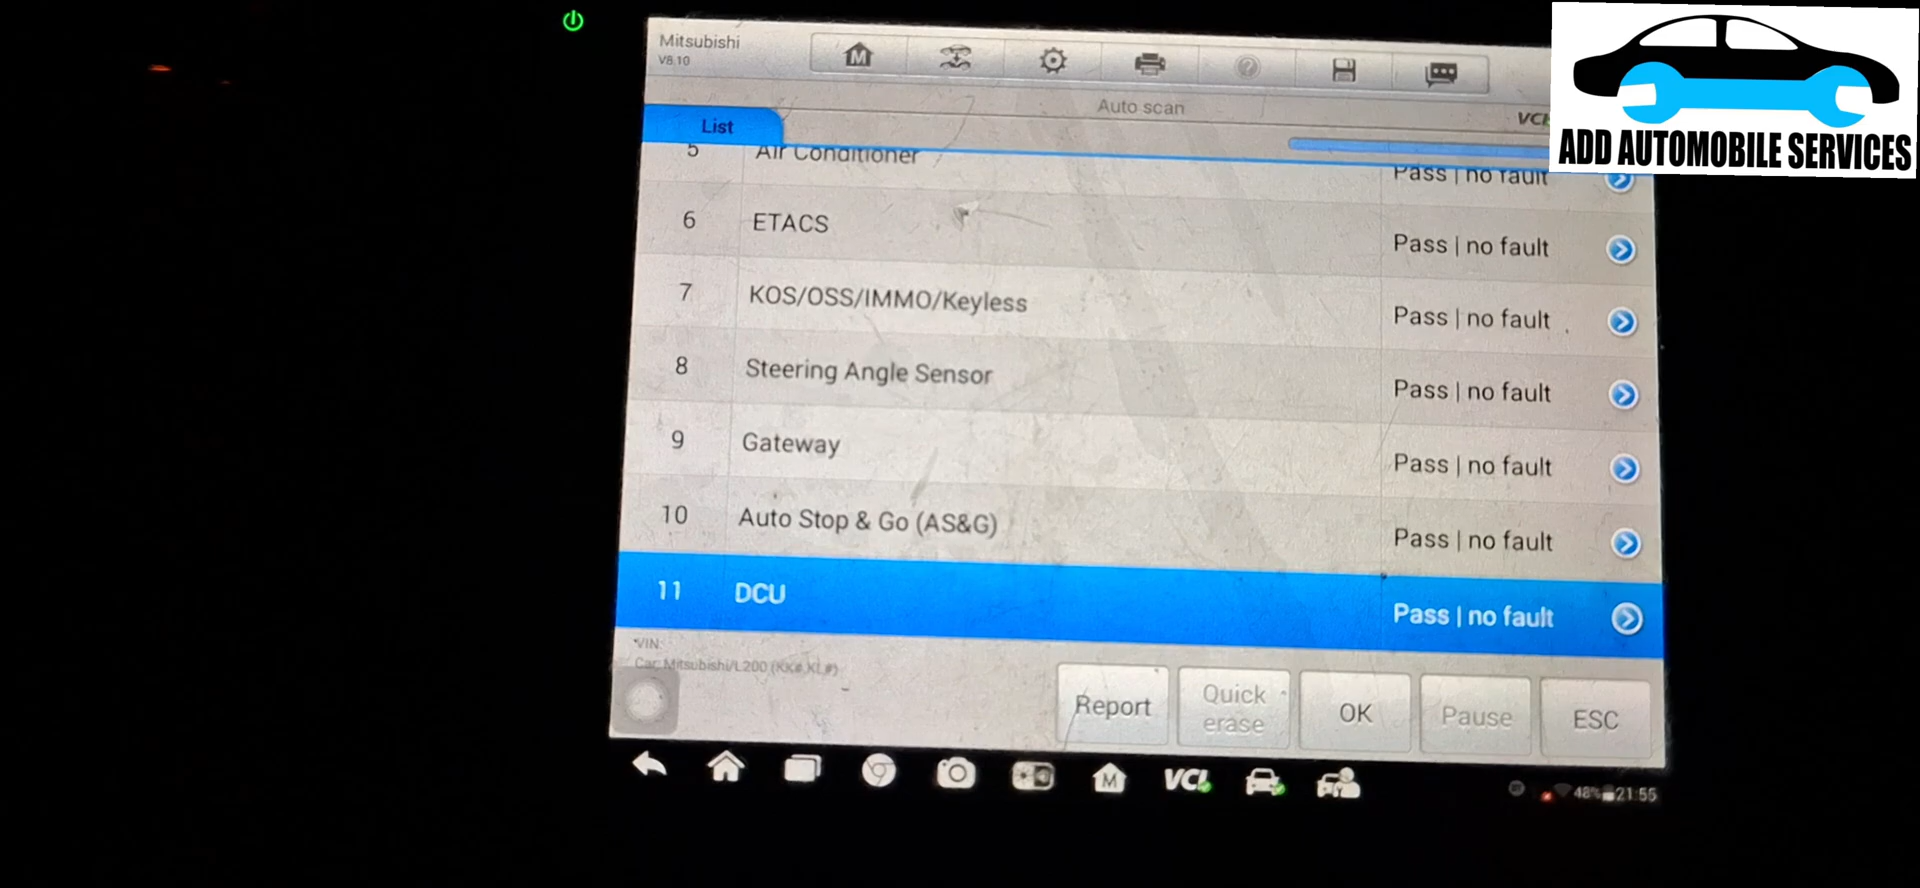 Mitsubishi
V8.10
Auto scan
VCI
List
5 Air Conditioner Pass | no fault
6 ETACS Pass | no fault
7 KOS/OSS/IMMO/Keyless Pass | no fault
8 Steering Angle Sensor Pass | no fault
9 Gateway Pass | no fault
10 Auto Stop & Go (AS&G) Pass | no fault
11 DCU Pass | no fault
VIN:
Car: Mitsubishi/L200 (KK#,KL#)
Report Quick erase OK Pause ESC
M VCI 48% 21:55
ADD AUTOMOBILE SERVICES